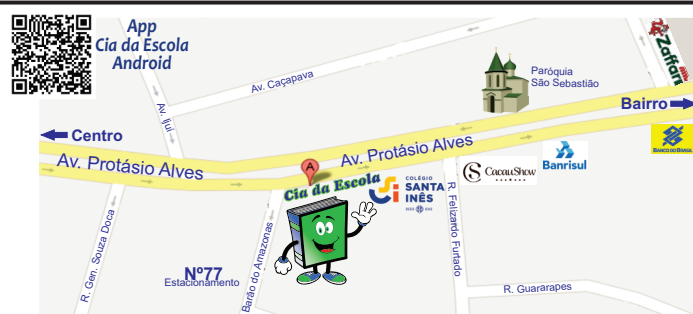 App
Cia da Escola
Android
Av. Caçapava
Av. Ijuí
Paróquia
São Sebastião
Zaffari
Bairro
Centro
Av. Protásio Alves
Av. Protásio Alves
BANCO DO BRASIL
A
Banrisul
CacauShow
Cia da Escola
COLÉGIO
SANTA
INÊS
R. Felizardo Furtado
R. Gen. Souza Doca
Barão do Amazonas
Nº77
Estacionamento
R. Guararapes